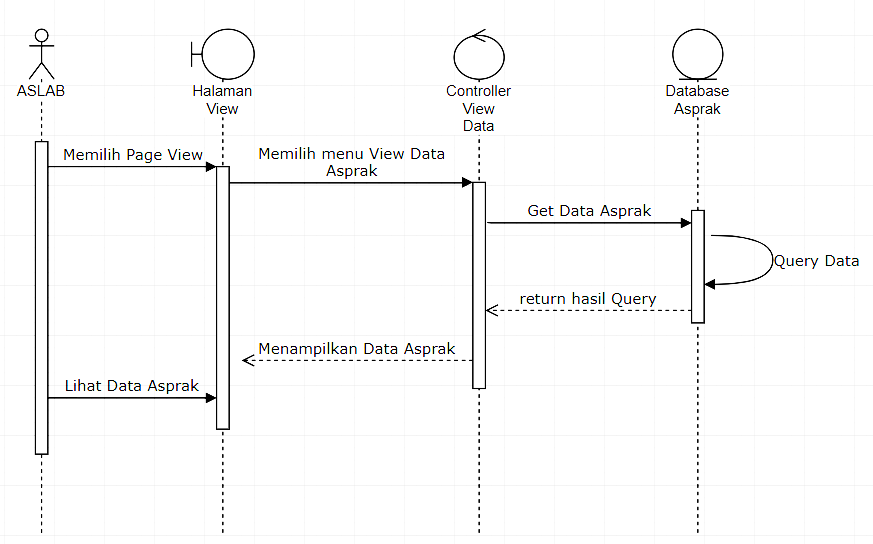 ASLAB
Halaman
View
Controller
View
Data
Database
Asprak
Memilih Page View
Memilih menu View Data
Asprak
Get Data Asprak
Query Data
return hasil Query
Menampilkan Data Asprak
Lihat Data Asprak